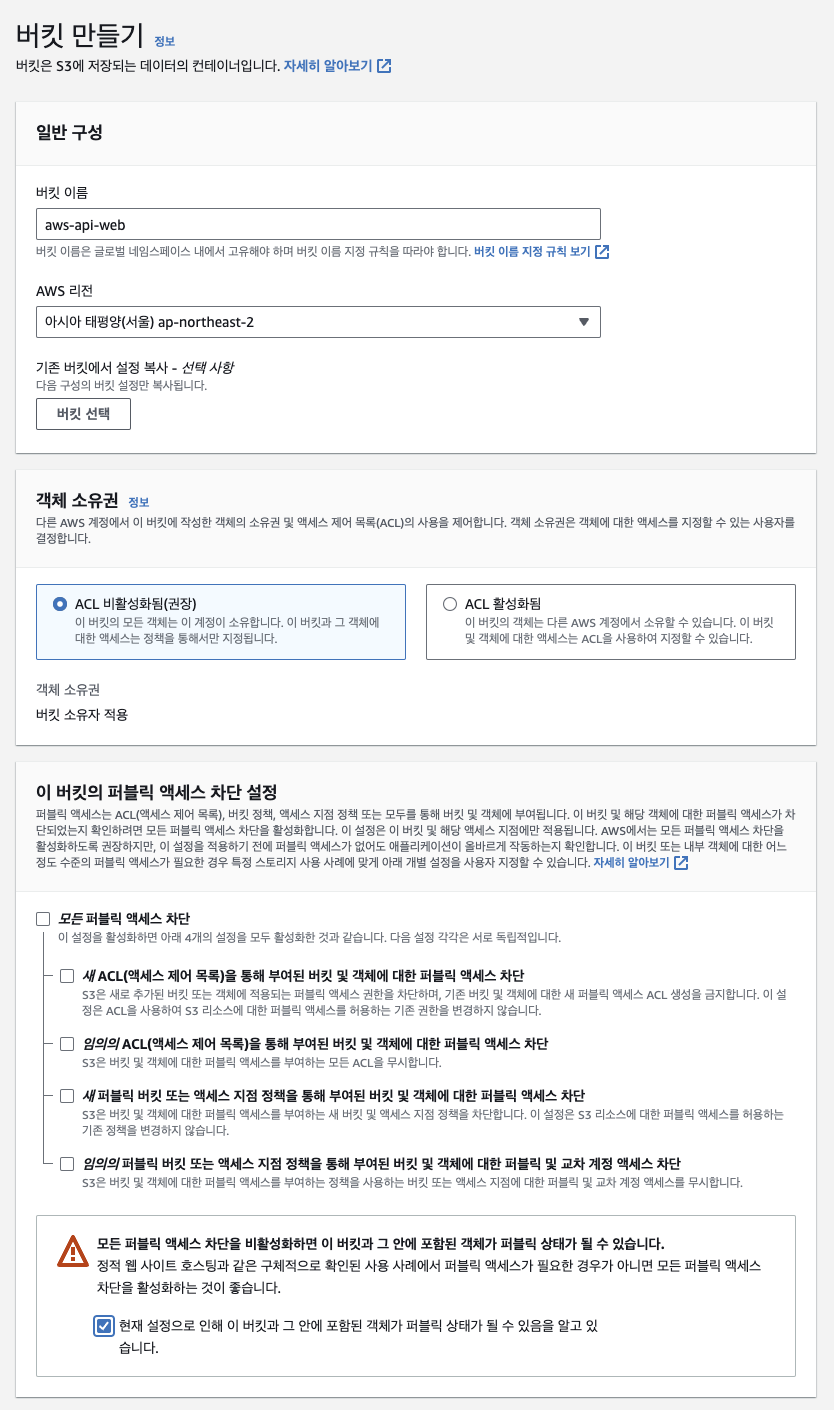 버킷 만들기 정보
버킷은 S3에 저장되는 데이터의 컨테이너입니다. 자세히 알아보기
일반 구성
버킷 이름
aws-api-web
버킷 이름은 글로벌 네임스페이스 내에서 고유해야 하며 버킷 이름 지정 규칙을 따라야 합니다. 버킷 이름 지정 규칙 보기
AWS 리전
아시아 태평양(서울) ap-northeast-2
기존 버킷에서 설정 복사 - 선택 사항
다음 구성의 버킷 설정만 복사됩니다.
버킷 선택
객체 소유권 정보
다른 AWS 계정에서 이 버킷에 작성한 객체의 소유권 및 액세스 제어 목록(ACL)의 사용을 제어합니다. 객체 소유권은 객체에 대한 액세스를 지정할 수 있는 사용자를
결정합니다.
ACL 비활성화됨(권장)
이 버킷의 모든 객체는 이 계정이 소유합니다. 이 버킷과 그 객체에
대한 액세스는 정책을 통해서만 지정됩니다.
ACL 활성화됨
이 버킷의 객체는 다른 AWS 계정에서 소유할 수 있습니다. 이 버킷
및 객체에 대한 액세스는 ACL을 사용하여 지정할 수 있습니다.
객체 소유권
버킷 소유자 적용
이 버킷의 퍼블릭 액세스 차단 설정
퍼블릭 액세스는 ACL(액세스 제어 목록), 버킷 정책, 액세스 지점 정책 또는 모두를 통해 버킷 및 객체에 부여됩니다. 이 버킷 및 해당 객체에 대한 퍼블릭 액세스가 차
단되었는지 확인하려면 모든 퍼블릭 액세스 차단을 활성화합니다. 이 설정은 이 버킷 및 해당 액세스 지점에만 적용됩니다. AWS에서는 모든 퍼블릭 액세스 차단을
활성화하도록 권장하지만, 이 설정을 적용하기 전에 퍼블릭 액세스가 없어도 애플리케이션이 올바르게 작동하는지 확인합니다. 이 버킷 또는 내부 객체에 대한 어느
정도 수준의 퍼블릭 액세스가 필요한 경우 특정 스토리지 사용 사례에 맞게 아래 개별 설정을 사용자 지정할 수 있습니다. 자세히 알아보기
모든 퍼블릭 액세스 차단
이 설정을 활성화하면 아래 4개의 설정을 모두 활성화한 것과 같습니다. 다음 설정 각각은 서로 독립적입니다.
새 ACL(액세스 제어 목록)을 통해 부여된 버킷 및 객체에 대한 퍼블릭 액세스 차단
S3은 새로 추가된 버킷 또는 객체에 적용되는 퍼블릭 액세스 권한을 차단하며, 기존 버킷 및 객체에 대한 새 퍼블릭 액세스 ACL 생성을 금지합니다. 이 설
정은 ACL을 사용하여 S3 리소스에 대한 퍼블릭 액세스를 허용하는 기존 권한을 변경하지 않습니다.
임의의 ACL(액세스 제어 목록)을 통해 부여된 버킷 및 객체에 대한 퍼블릭 액세스 차단
S3은 버킷 및 객체에 대한 퍼블릭 액세스를 부여하는 모든 ACL을 무시합니다.
새 퍼블릭 버킷 또는 액세스 지점 정책을 통해 부여된 버킷 및 객체에 대한 퍼블릭 액세스 차단
S3은 버킷 및 객체에 대한 퍼블릭 액세스를 부여하는 새 버킷 및 액세스 지점 정책을 차단합니다. 이 설정은 S3 리소스에 대한 퍼블릭 액세스를 허용하는
기존 정책을 변경하지 않습니다.
임의의 퍼블릭 버킷 또는 액세스 지점 정책을 통해 부여된 버킷 및 객체에 대한 퍼블릭 및 교차 계정 액세스 차단
S3은 버킷 및 객체에 대한 퍼블릭 액세스를 부여하는 정책을 사용하는 버킷 또는 액세스 지점에 대한 퍼블릭 및 교차 계정 액세스를 무시합니다.
모든 퍼블릭 액세스 차단을 비활성화하면 이 버킷과 그 안에 포함된 객체가 퍼블릭 상태가 될 수 있습니다.
정적 웹 사이트 호스팅과 같은 구체적으로 확인된 사용 사례에서 퍼블릭 액세스가 필요한 경우가 아니면 모든 퍼블릭 액세스
차단을 활성화하는 것이 좋습니다.
현재 설정으로 인해 이 버킷과 그 안에 포함된 객체가 퍼블릭 상태가 될 수 있음을 알고 있
습니다.